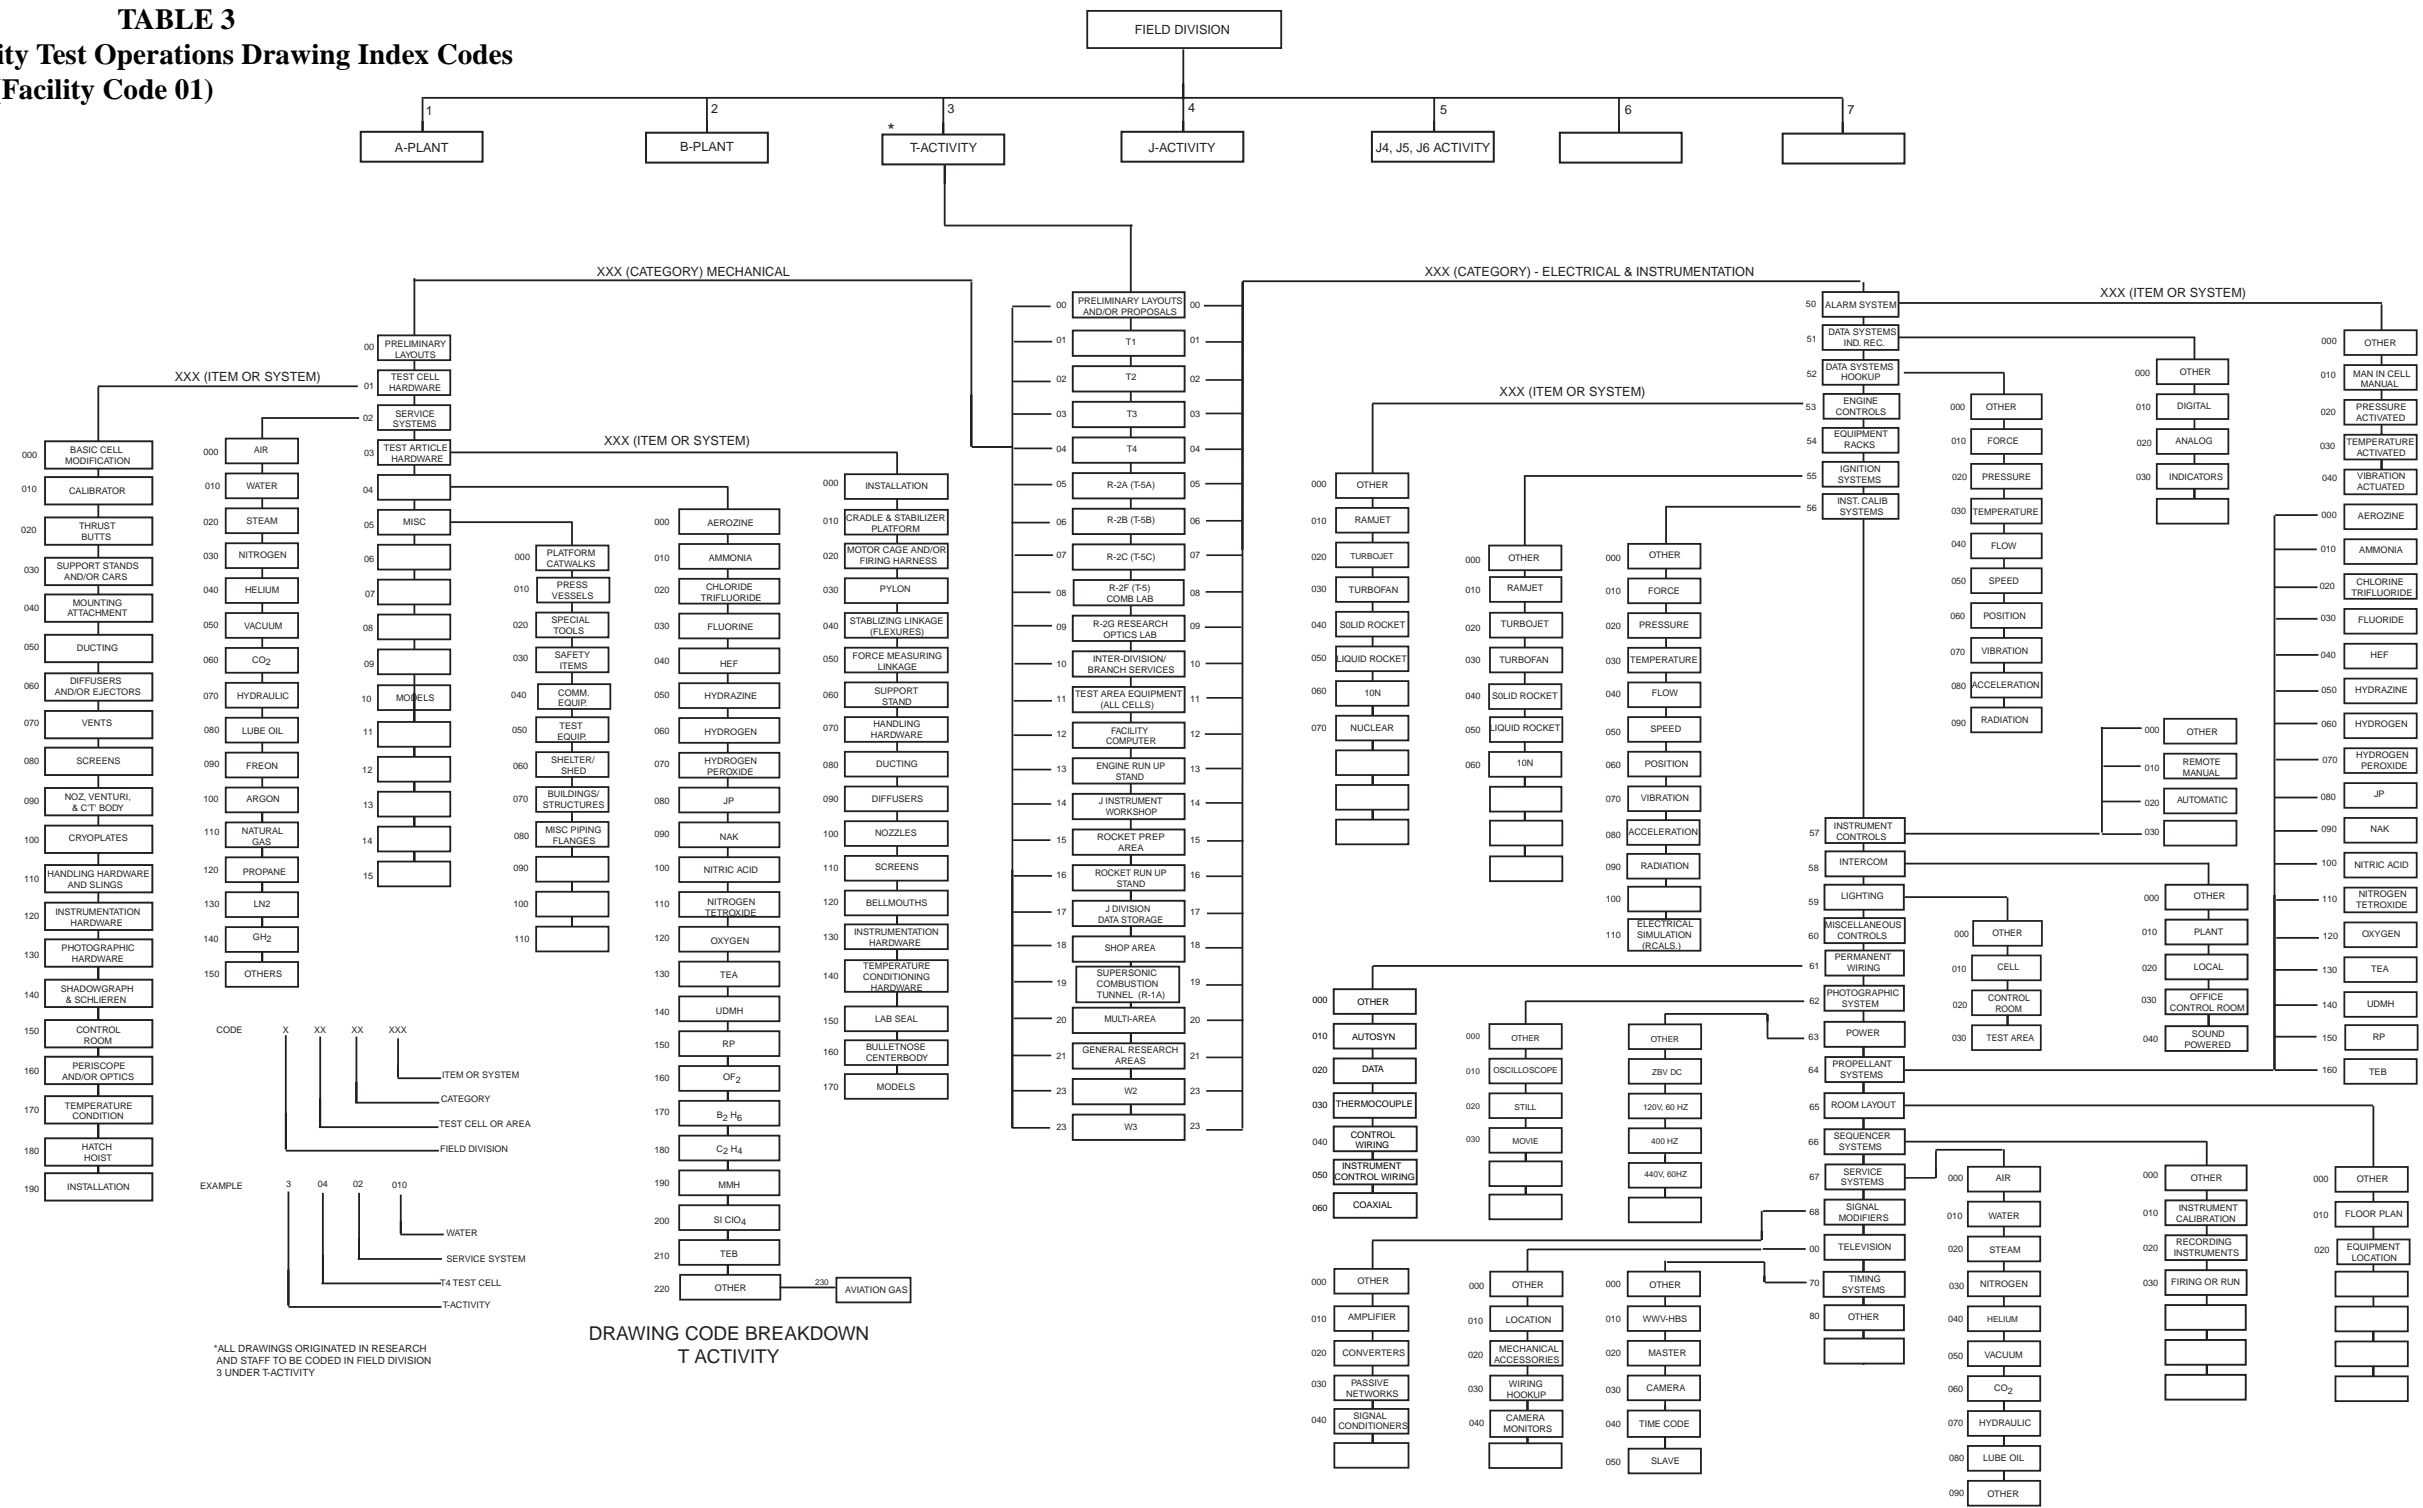 TABLE 3
ity Test Operations Drawing Index Codes
(Facility Code 01)
FIELD DIVISION
1
2
3
4
5
6
7
*
A-PLANT
B-PLANT
T-ACTIVITY
J-ACTIVITY
J4, J5, J6 ACTIVITY
XXX (CATEGORY) MECHANICAL
00 PRELIMINARY
LAYOUTS
01 TEST CELL
HARDWARE
02 SERVICE
SYSTEMS
03 TEST ARTICLE
HARDWARE
04
05 MISC
06
07
08
09
10 MODELS
11
12
13
14
15
XXX (ITEM OR SYSTEM)
000 BASIC CELL
MODIFICATION
010 CALIBRATOR
020 THRUST
BUTTS
030 SUPPORT STANDS
AND/OR CARS
040 MOUNTING
ATTACHMENT
050 DUCTING
060 DIFFUSERS
AND/OR EJECTORS
070 VENTS
080 SCREENS
090 NOZ, VENTURI,
& C'T' BODY
100 CRYOPLATES
110 HANDLING HARDWARE
AND SLINGS
120 INSTRUMENTATION
HARDWARE
130 PHOTOGRAPHIC
HARDWARE
140 SHADOWGRAPH
& SCHLIEREN
150 CONTROL
ROOM
160 PERISCOPE
AND/OR OPTICS
170 TEMPERATURE
CONDITION
180 HATCH
HOIST
190 INSTALLATION
000 AIR
010 WATER
020 STEAM
030 NITROGEN
040 HELIUM
050 VACUUM
060 CO2
070 HYDRAULIC
080 LUBE OIL
090 FREON
100 ARGON
110 NATURAL
GAS
120 PROPANE
130 LN2
140 GH2
150 OTHERS
XXX (ITEM OR SYSTEM)
000 PLATFORM
CATWALKS
010 PRESS
VESSELS
020 SPECIAL
TOOLS
030 SAFETY
ITEMS
040 COMM.
EQUIP.
050 TEST
EQUIP.
060 SHELTER/
SHED
070 BUILDINGS/
STRUCTURES
080 MISC PIPING
FLANGES
090
100
110
000 AEROZINE
010 AMMONIA
020 CHLORIDE
TRIFLUORIDE
030 FLUORINE
040 HEF
050 HYDRAZINE
060 HYDROGEN
070 HYDROGEN
PEROXIDE
080 JP
090 NAK
100 NITRIC ACID
110 NITROGEN
TETROXIDE
120 OXYGEN
130 TEA
140 UDMH
150 RP
160 OF2
170 B2 H6
180 C2 H4
190 MMH
200 SI ClO4
210 TEB
220 OTHER
230 AVIATION GAS
000 INSTALLATION
010 CRADLE & STABILIZER
PLATFORM
020 MOTOR CAGE AND/OR
FIRING HARNESS
030 PYLON
040 STABLIZING LINKAGE
(FLEXURES)
050 FORCE MEASURING
LINKAGE
060 SUPPORT
STAND
070 HANDLING
HARDWARE
080 DUCTING
090 DIFFUSERS
100 NOZZLES
110 SCREENS
120 BELLMOUTHS
130 INSTRUMENTATION
HARDWARE
140 TEMPERATURE
CONDITIONING
HARDWARE
150 LAB SEAL
160 BULLETNOSE
CENTERBODY
170 MODELS
00 PRELIMINARY LAYOUTS 00
AND/OR PROPOSALS
01 T1 01
02 T2 02
03 T3 03
04 T4 04
05 R-2A (T-5A) 05
06 R-2B (T-5B) 06
07 R-2C (T-5C) 07
08 R-2F (T-5) 08
COMB LAB
09 R-2G RESEARCH 09
OPTICS LAB
10 INTER-DIVISION/ 10
BRANCH SERVICES
11 TEST AREA EQUIPMENT 11
(ALL CELLS)
12 FACILITY 12
COMPUTER
13 ENGINE RUN UP 13
STAND
14 J INSTRUMENT 14
WORKSHOP
15 ROCKET PREP 15
AREA
16 ROCKET RUN UP 16
STAND
17 J DIVISION 17
DATA STORAGE
18 SHOP AREA 18
19 SUPERSONIC 19
COMBUSTION
TUNNEL (R-1A)
20 MULTI-AREA 20
21 GENERAL RESEARCH 21
AREAS
23 W2 23
23 W3 23
XXX (CATEGORY) - ELECTRICAL & INSTRUMENTATION
50 ALARM SYSTEM
51 DATA SYSTEMS
IND. REC.
52 DATA SYSTEMS
HOOKUP
53 ENGINE
CONTROLS
54 EQUIPMENT
RACKS
55 IGNITION
SYSTEMS
56 INST. CALIB
SYSTEMS
57 INSTRUMENT
CONTROLS
58 INTERCOM
59 LIGHTING
60 MISCELLANEOUS
CONTROLS
61 PERMANENT
WIRING
62 PHOTOGRAPHIC
SYSTEM
63 POWER
64 PROPELLANT
SYSTEMS
65 ROOM LAYOUT
66 SEQUENCER
SYSTEMS
67 SERVICE
SYSTEMS
68 SIGNAL
MODIFIERS
00 TELEVISION
70 TIMING
SYSTEMS
80 OTHER
XXX (ITEM OR SYSTEM)
000 OTHER
010 RAMJET
020 TURBOJET
030 TURBOFAN
040 S0LID ROCKET
050 LIQUID ROCKET
060 10N
070 NUCLEAR
000 OTHER
010 RAMJET
020 TURBOJET
030 TURBOFAN
040 S0LID ROCKET
050 LIQUID ROCKET
060 10N
000 OTHER
010 FORCE
020 PRESSURE
030 TEMPERATURE
040 FLOW
050 SPEED
060 POSITION
070 VIBRATION
080 ACCELERATION
090 RADIATION
100
110 ELECTRICAL
SIMULATION
(RCALS.)
000 OTHER
010 FORCE
020 PRESSURE
030 TEMPERATURE
040 FLOW
050 SPEED
060 POSITION
070 VIBRATION
080 ACCELERATION
090 RADIATION
000 OTHER
010 DIGITAL
020 ANALOG
030 INDICATORS
XXX (ITEM OR SYSTEM)
000 OTHER
010 MAN IN CELL
MANUAL
020 PRESSURE
ACTIVATED
030 TEMPERATURE
ACTIVATED
040 VIBRATION
ACTUATED
000 AEROZINE
010 AMMONIA
020 CHLORINE
TRIFLUORIDE
030 FLUORIDE
040 HEF
050 HYDRAZINE
060 HYDROGEN
070 HYDROGEN
PEROXIDE
080 JP
090 NAK
100 NITRIC ACID
110 NITROGEN
TETROXIDE
120 OXYGEN
130 TEA
140 UDMH
150 RP
160 TEB
000 OTHER
010 REMOTE
MANUAL
020 AUTOMATIC
030
000 OTHER
010 PLANT
020 LOCAL
030 OFFICE
CONTROL ROOM
040 SOUND
POWERED
000 OTHER
010 CELL
020 CONTROL
ROOM
030 TEST AREA
000 OTHER
010 AUTOSYN
020 DATA
030 THERMOCOUPLE
040 CONTROL
WIRING
050 INSTRUMENT
CONTROL WIRING
060 COAXIAL
000 OTHER
010 OSCILLOSCOPE
020 STILL
030 MOVIE
OTHER
ZBV DC
120V, 60 HZ
400 HZ
440V, 60HZ
000 OTHER
010 AMPLIFIER
020 CONVERTERS
030 PASSIVE
NETWORKS
040 SIGNAL
CONDITIONERS
000 OTHER
010 LOCATION
020 MECHANICAL
ACCESSORIES
030 WIRING
HOOKUP
040 CAMERA
MONITORS
000 OTHER
010 WWV-HBS
020 MASTER
030 CAMERA
040 TIME CODE
050 SLAVE
000 AIR
010 WATER
020 STEAM
030 NITROGEN
040 HELIUM
050 VACUUM
060 CO2
070 HYDRAULIC
080 LUBE OIL
090 OTHER
000 OTHER
010 INSTRUMENT
CALIBRATION
020 RECORDING
INSTRUMENTS
030 FIRING OR RUN
000 OTHER
010 FLOOR PLAN
020 EQUIPMENT
LOCATION
CODE X XX XX XXX
ITEM OR SYSTEM
CATEGORY
TEST CELL OR AREA
FIELD DIVISION
EXAMPLE 3 04 02 010
WATER
SERVICE SYSTEM
T4 TEST CELL
T-ACTIVITY
*ALL DRAWINGS ORIGINATED IN RESEARCH
AND STAFF TO BE CODED IN FIELD DIVISION
3 UNDER T-ACTIVITY
DRAWING CODE BREAKDOWN
T ACTIVITY